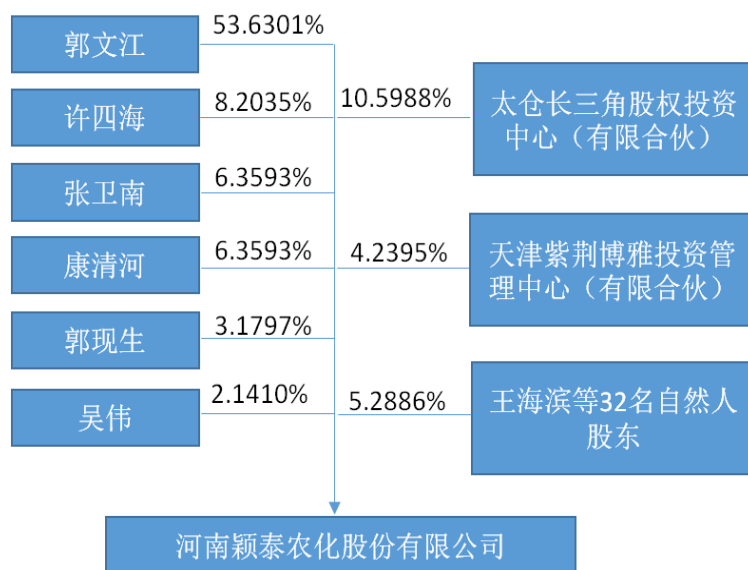 郭文江
53.6301%
许四海
8.2035%
10.5988%
太仓长三角股权投资
中心（有限合伙）
张卫南
6.3593%
康清河
6.3593%
4.2395%
天津紫荆博雅投资管
理中心（有限合伙）
郭现生
3.1797%
吴伟
2.1410%
5.2886%
王海滨等32名自然人
股东
河南颖泰农化股份有限公司